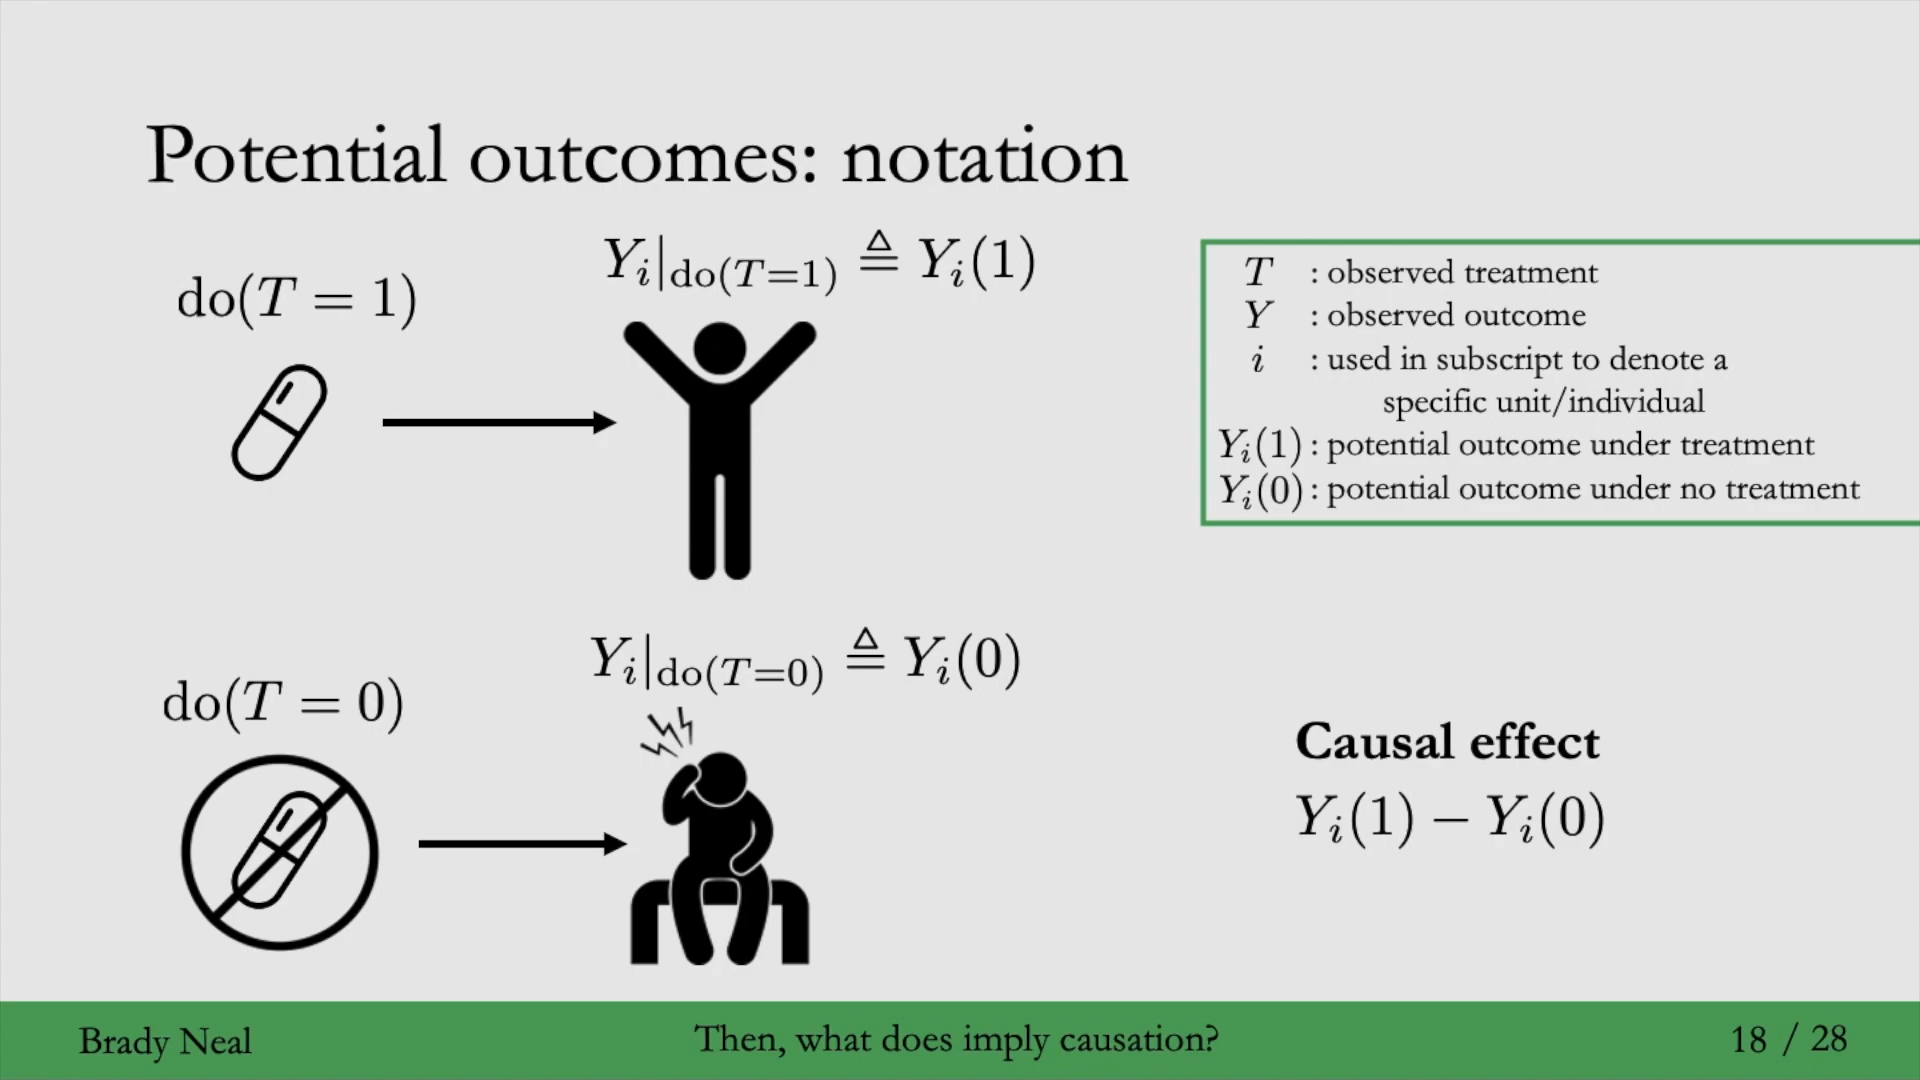 Potential outcomes: notation
do(T = 1)
Yᵢ|do(T=1) ≜ Yᵢ(1)
T : observed treatment
Y : observed outcome
i : used in subscript to denote a
specific unit/individual
Yᵢ(1) : potential outcome under treatment
Yᵢ(0) : potential outcome under no treatment
do(T = 0)
Yᵢ|do(T=0) ≜ Yᵢ(0)
Causal effect
Yᵢ(1) − Yᵢ(0)
Brady Neal
Then, what does imply causation?
18 / 28